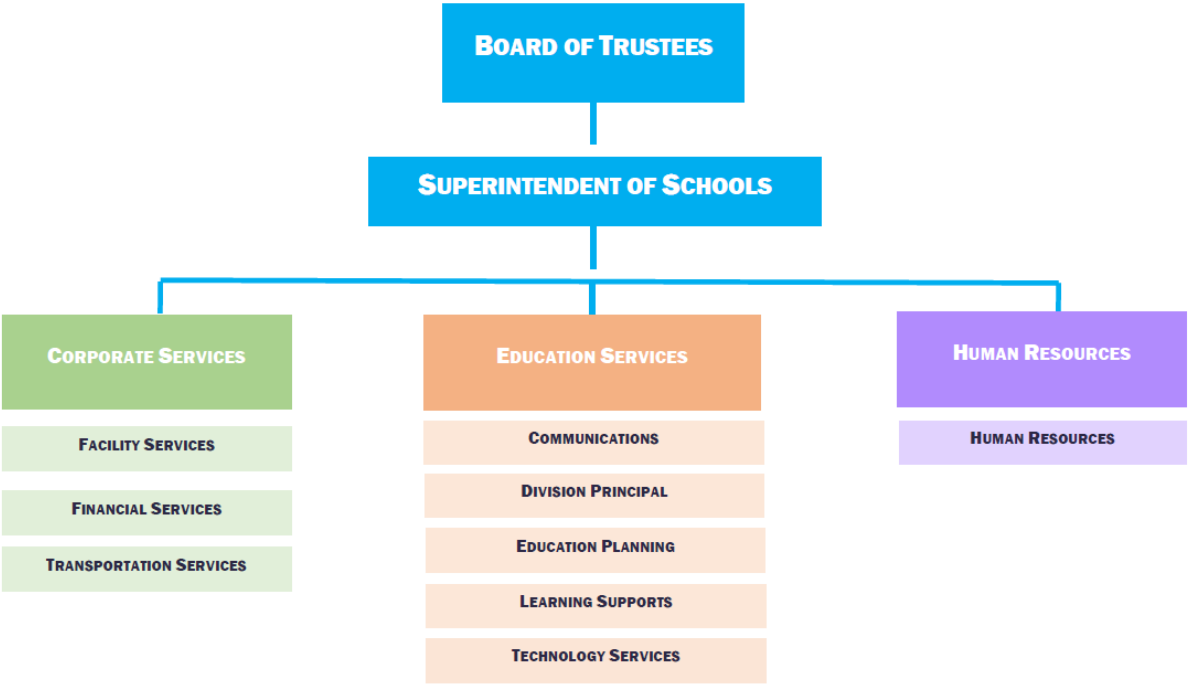 BOARD OF TRUSTEES
SUPERINTENDENT OF SCHOOLS
CORPORATE SERVICES
FACILITY SERVICES
FINANCIAL SERVICES
TRANSPORTATION SERVICES
EDUCATION SERVICES
COMMUNICATIONS
DIVISION PRINCIPAL
EDUCATION PLANNING
LEARNING SUPPORTS
TECHNOLOGY SERVICES
HUMAN RESOURCES
HUMAN RESOURCES